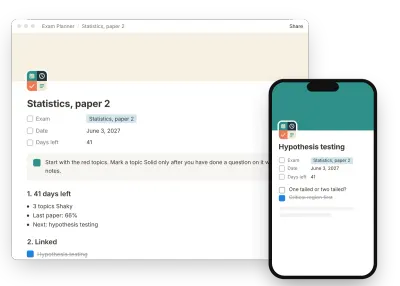 Exam Planner / Statistics, paper 2
Share
Statistics, paper 2
Exam Statistics, paper 2
Date June 3, 2027
Days left 41
Start with the red topics. Mark a topic Solid only after you have done a question on it w
notes.
1. 41 days left
3 topics Shaky
Last paper: 66%
Next: hypothesis testing
2. Linked
Hypothesis testing
Hypothesis testing
Exam Statistics, paper 2
Date June 3, 2027
Days left 41
One tailed or two tailed?
Critical region first